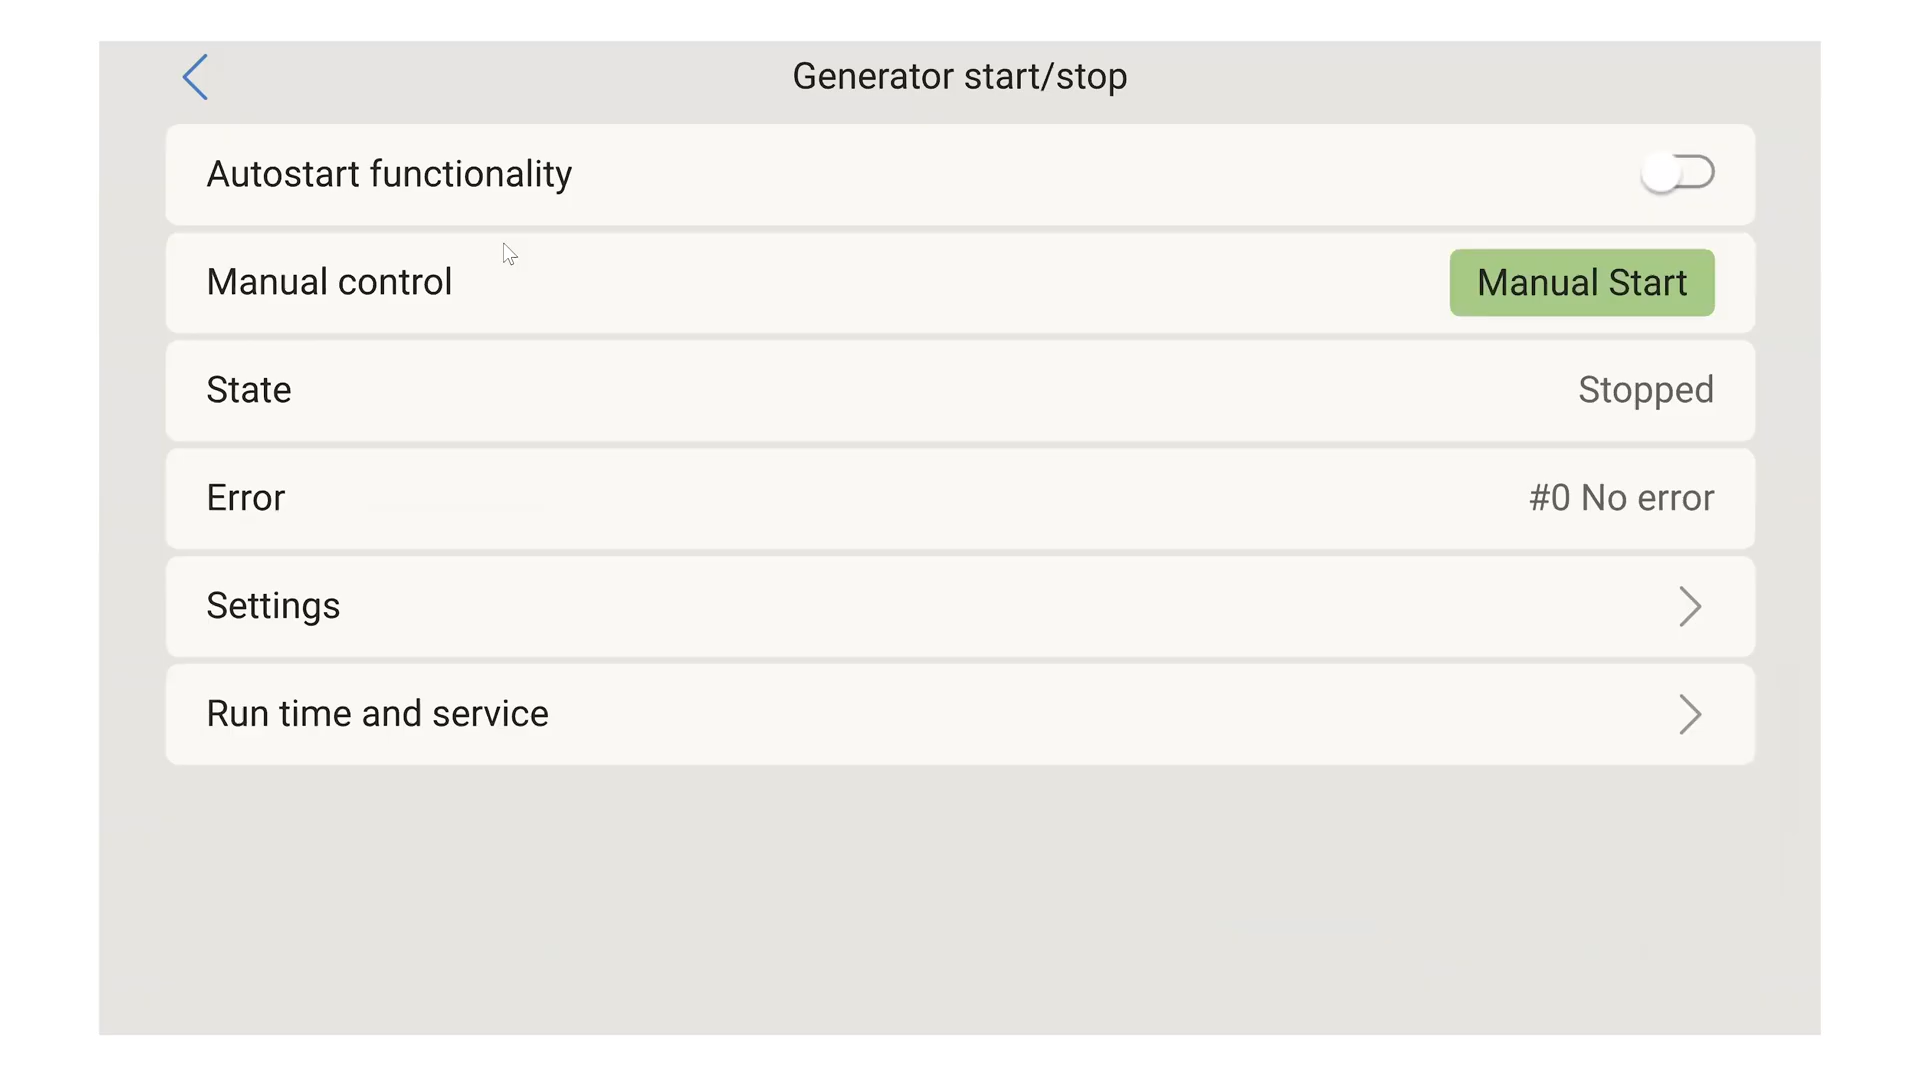 Generator start/stop
Autostart functionality
Manual control
Manual Start
State
Stopped
Error
#0 No error
Settings
Run time and service